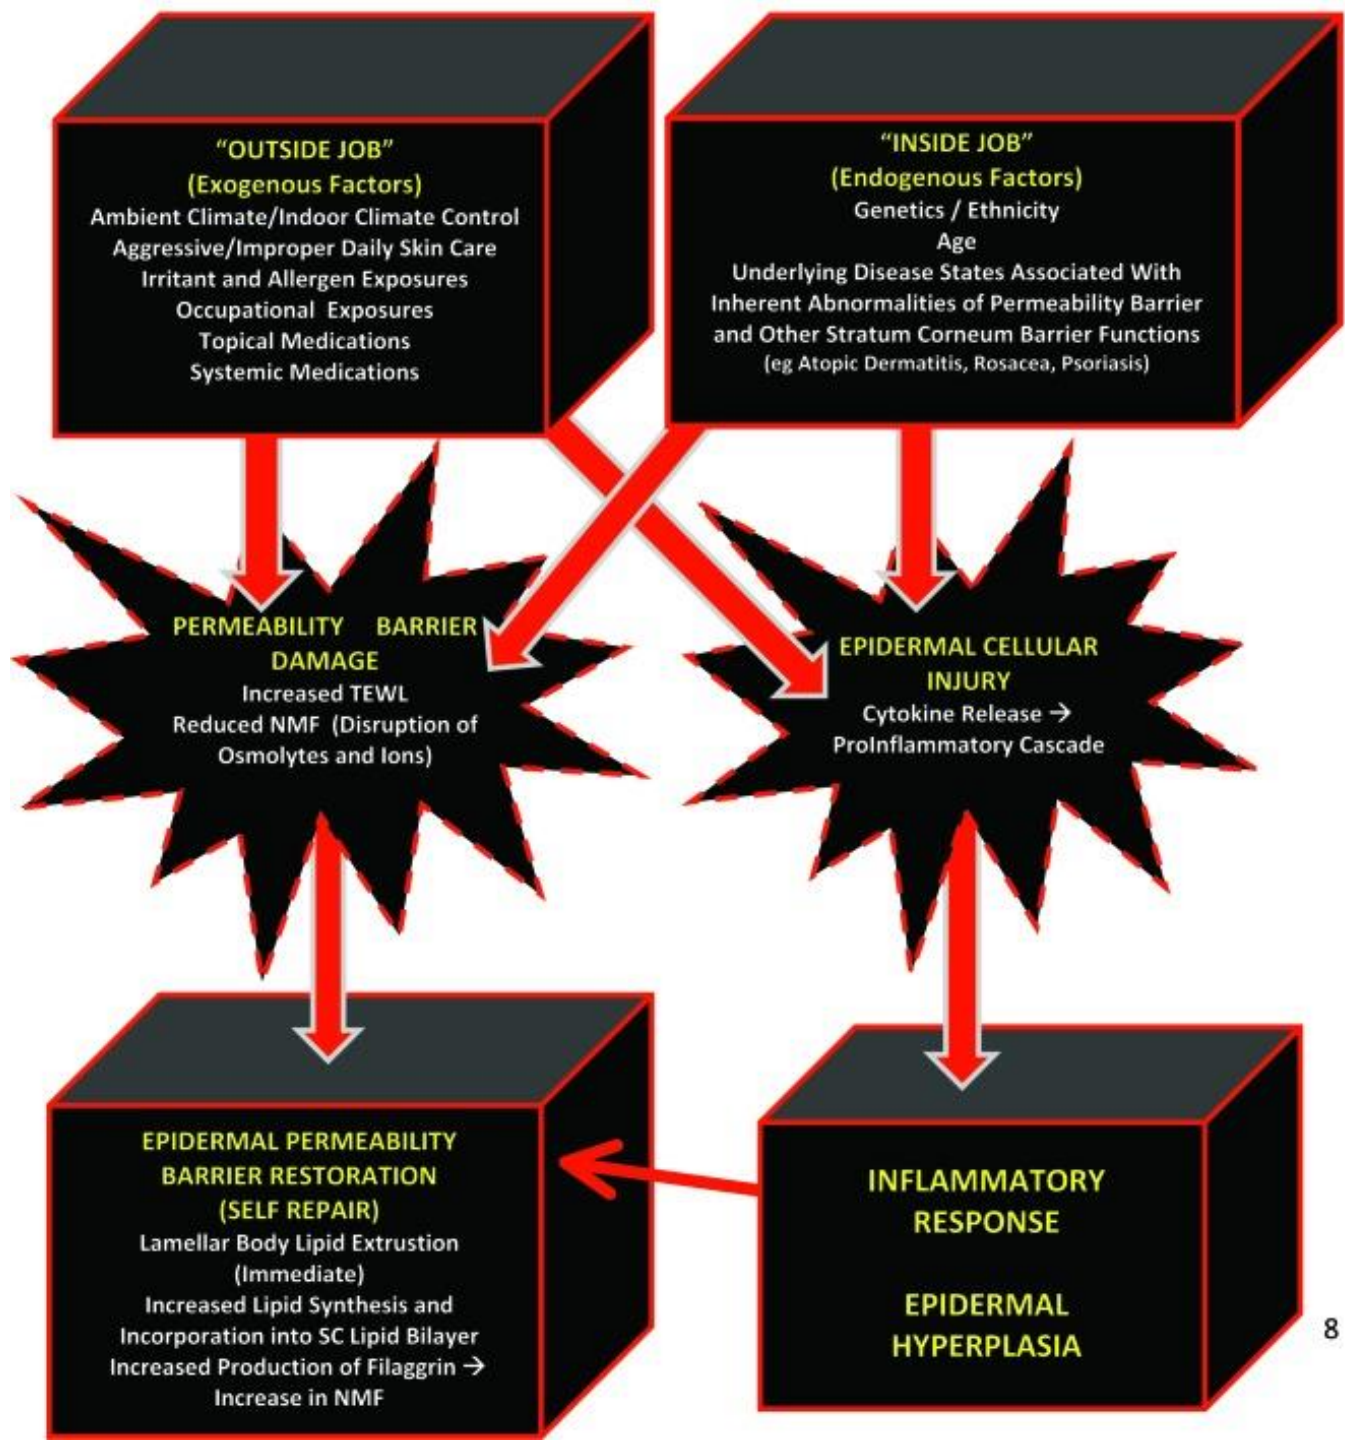 “OUTSIDE JOB”
(Exogenous Factors)
Ambient Climate/Indoor Climate Control
Aggressive/Improper Daily Skin Care
Irritant and Allergen Exposures
Occupational Exposures
Topical Medications
Systemic Medications
“INSIDE JOB”
(Endogenous Factors)
Genetics / Ethnicity
Age
Underlying Disease States Associated With
Inherent Abnormalities of Permeability Barrier
and Other Stratum Corneum Barrier Functions
(eg Atopic Dermatitis, Rosacea, Psoriasis)
PERMEABILITY BARRIER
DAMAGE
Increased TEWL
Reduced NMF (Disruption of
Osmolytes and Ions)
EPIDERMAL CELLULAR
INJURY
Cytokine Release →
ProInflammatory Cascade
EPIDERMAL PERMEABILITY
BARRIER RESTORATION
(SELF REPAIR)
Lamellar Body Lipid Extrustion
(Immediate)
Increased Lipid Synthesis and
Incorporation into SC Lipid Bilayer
Increased Production of Filaggrin →
Increase in NMF
INFLAMMATORY
RESPONSE
EPIDERMAL
HYPERPLASIA
8